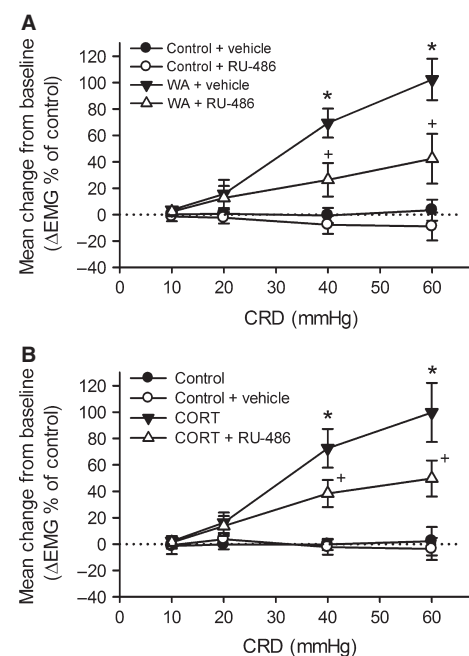 A
Mean change from baseline
(ΔEMG % of control)
120
100
80
60
40
20
0
−20
−40
Control + vehicle
Control + RU-486
WA + vehicle
WA + RU-486
*
*
+
+
0 10 20 30 40 50 60
CRD (mmHg)
B
Mean change from baseline
(ΔEMG % of control)
120
100
80
60
40
20
0
−20
−40
Control
Control + vehicle
CORT
CORT + RU-486
*
*
+
+
0 10 20 30 40 50 60
CRD (mmHg)